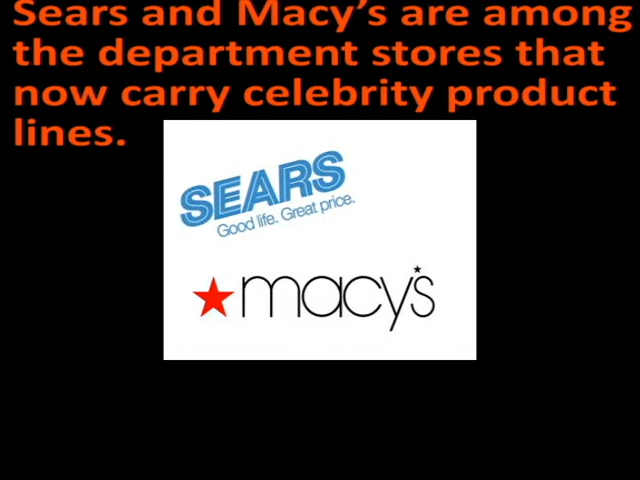 Sears and Macy's are among
the department stores that
now carry celebrity product
lines.
SEARS
Good life. Great price.
macy's